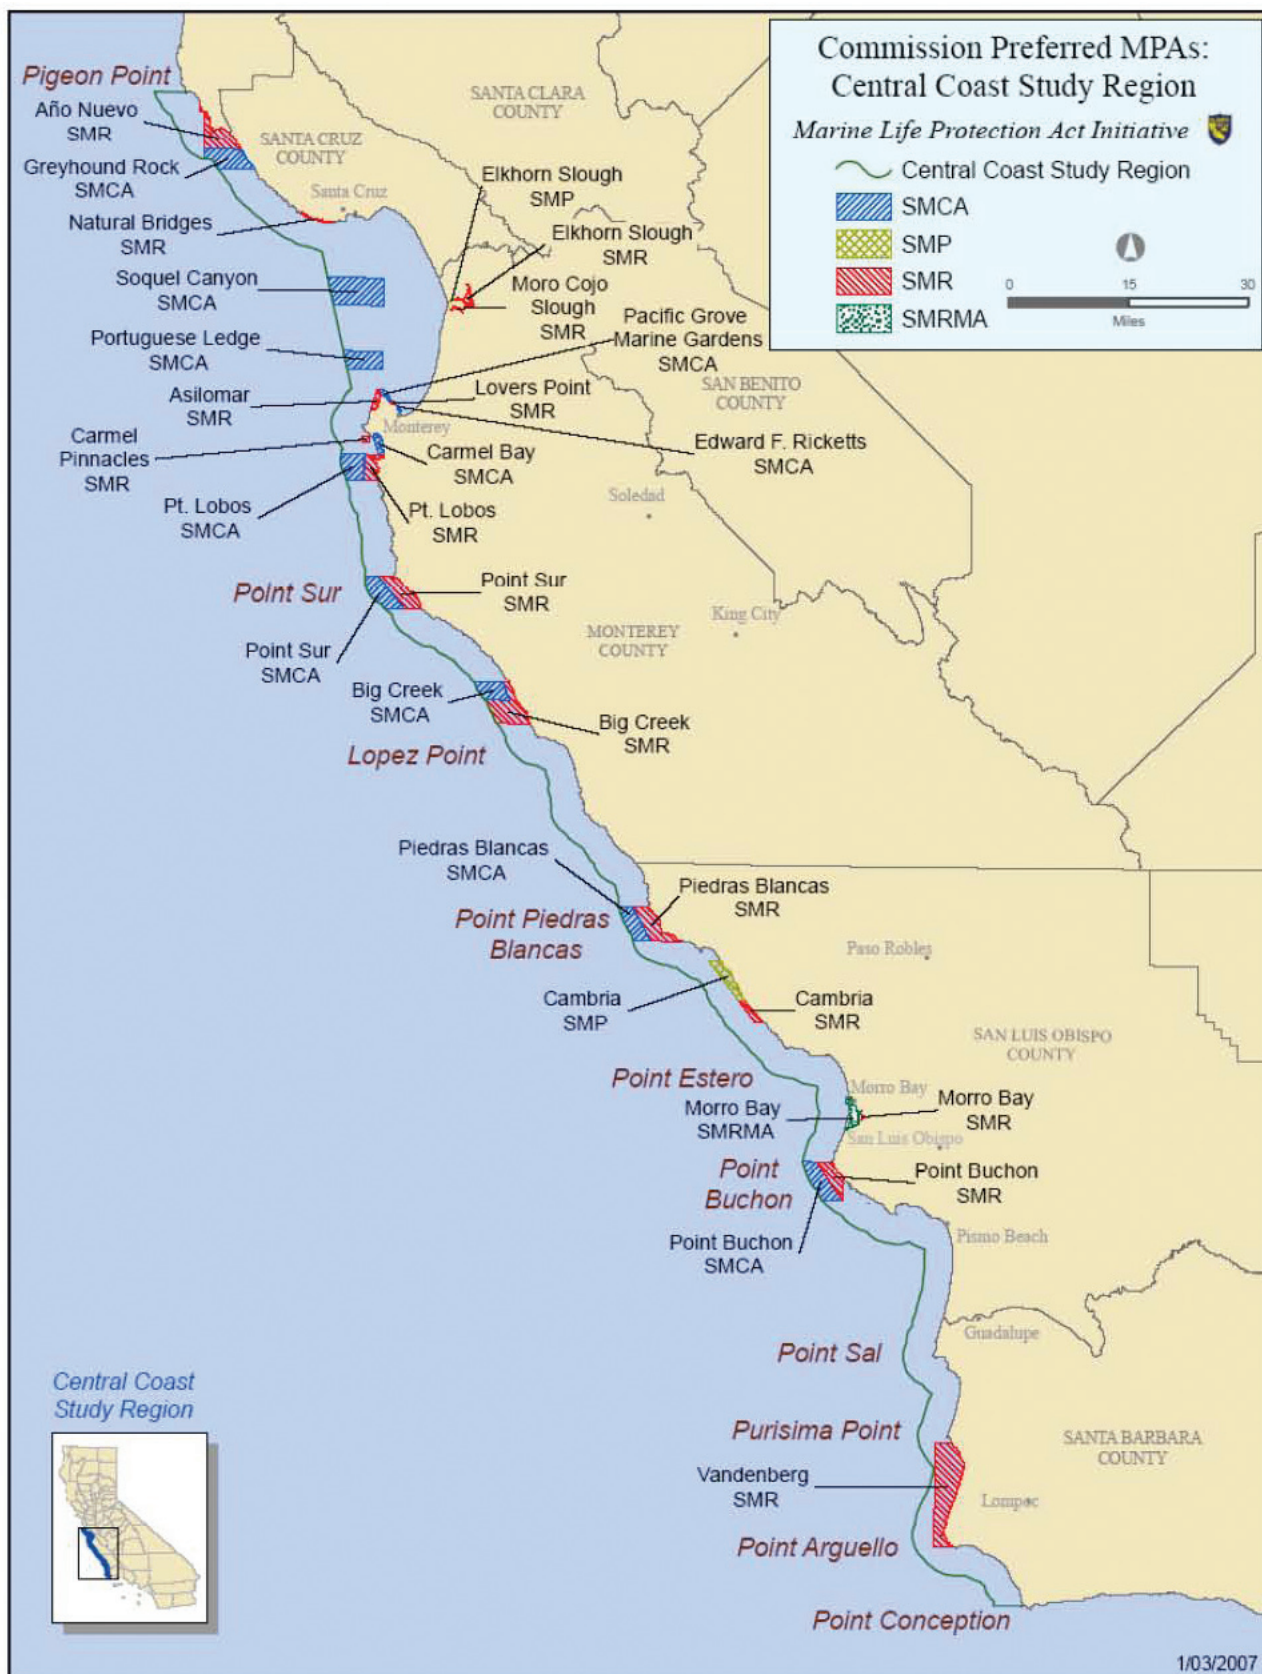 Commission Preferred MPAs:
Central Coast Study Region
Marine Life Protection Act Initiative
Central Coast Study Region
SMCA
SMP
SMR
SMRMA
0
15
30
Miles
Pigeon Point
Año Nuevo
SMR
Greyhound Rock
SMCA
Natural Bridges
SMR
Soquel Canyon
SMCA
Portuguese Ledge
SMCA
Asilomar
SMR
Carmel
Pinnacles
SMR
Pt. Lobos
SMCA
SANTA CLARA
COUNTY
SANTA CRUZ
COUNTY
Santa Cruz
Elkhorn Slough
SMP
Elkhorn Slough
SMR
Moro Cojo
Slough
SMR
Pacific Grove
Marine Gardens
SMCA
Lovers Point
SMR
SAN BENITO
COUNTY
Monterey
Edward F. Ricketts
SMCA
Carmel Bay
SMCA
Pt. Lobos
SMR
Soledad
Point Sur
Point Sur
SMR
Point Sur
SMCA
King City
MONTEREY
COUNTY
Big Creek
SMCA
Big Creek
SMR
Lopez Point
Piedras Blancas
SMCA
Piedras Blancas
SMR
Point Piedras
Blancas
Paso Robles
Cambria
SMP
Cambria
SMR
SAN LUIS OBISPO
COUNTY
Point Estero
Morro Bay
Morro Bay
SMRMA
Morro Bay
SMR
San Luis Obispo
Point
Buchon
Point Buchon
SMR
Point Buchon
SMCA
Pismo Beach
Guadalupe
Point Sal
Purisima Point
SANTA BARBARA
COUNTY
Vandenberg
SMR
Lompoc
Point Arguello
Point Conception
Central Coast
Study Region
1/03/2007